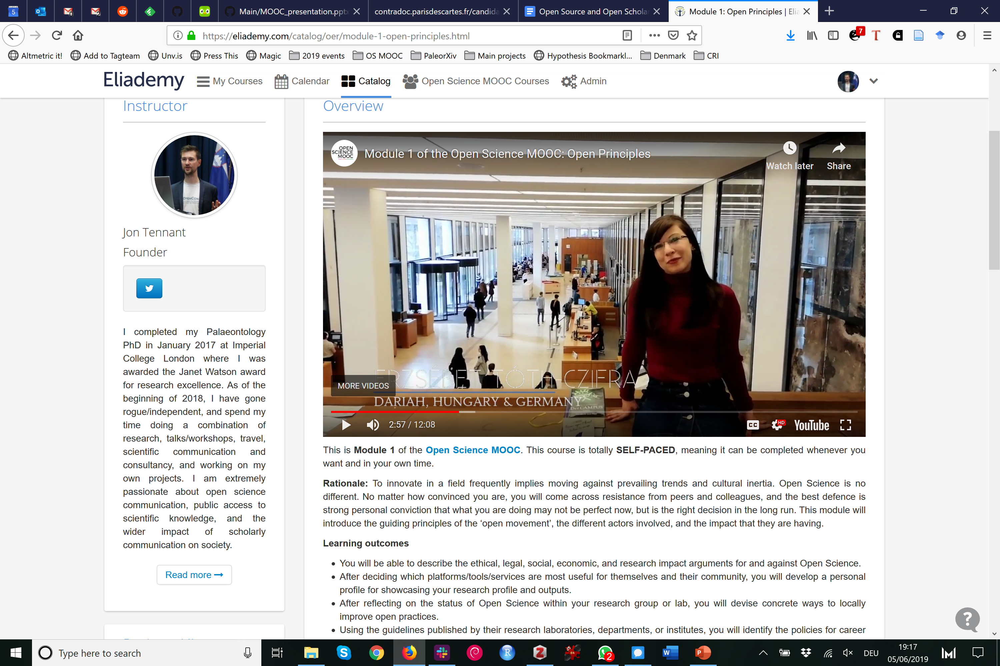 5
0
2
Main/MOOC_presentation.pptx
contradoc.parisdescartes.fr/candida
Open Source and Open Schola
Module 1: Open Principles | Elia
https://eliademy.com/catalog/oer/module-1-open-principles.html
7
T
Altmetric it!
Add to Tagteam
Unv.is
Press This
Magic
2019 events
OS MOOC
PaleorXiv
Main projects
Hypothesis Bookmarkl...
Denmark
CRI
Eliademy
My Courses
Calendar
Catalog
Open Science MOOC Courses
Admin
Instructor
OPENCON
Jon Tennant
Founder
I completed my Palaeontology
PhD in January 2017 at Imperial
College London where I was
awarded the Janet Watson award
for research excellence. As of the
beginning of 2018, I have gone
rogue/independent, and spend my
time doing a combination of
research, talks/workshops, travel,
scientific communication and
consultancy, and working on my
own projects. I am extremely
passionate about open science
communication, public access to
scientific knowledge, and the
wider impact of scholarly
communication on society.
Read more
Overview
OPEN
SCIENCE
MOOC
Module 1 of the Open Science MOOC: Open Principles
Watch later
Share
ERZSÉBET TÓTH-CZIFRA
MORE VIDEOS
DARIAH, HUNGARY & GERMANY
CAMPUS
2:57 / 12:08
CC
HD
YouTube
This is Module 1 of the Open Science MOOC. This course is totally SELF-PACED, meaning it can be completed whenever you
want and in your own time.
Rationale: To innovate in a field frequently implies moving against prevailing trends and cultural inertia. Open Science is no
different. No matter how convinced you are, you will come across resistance from peers and colleagues, and the best defence is
strong personal conviction that what you are doing may not be perfect now, but is the right decision in the long run. This module will
introduce the guiding principles of the ‘open movement’, the different actors involved, and the impact that they are having.
Learning outcomes
You will be able to describe the ethical, legal, social, economic, and research impact arguments for and against Open Science.
After deciding which platforms/tools/services are most useful for themselves and their community, you will develop a personal
profile for showcasing your research profile and outputs.
After reflecting on the status of Open Science within your research group or lab, you will devise concrete ways to locally
improve open practices.
Using the guidelines published by their research laboratories, departments, or institutes, you will identify the policies for career
?
Type here to search
S
R
Z
64
2
W
P
DEU
19:17
05/06/2019